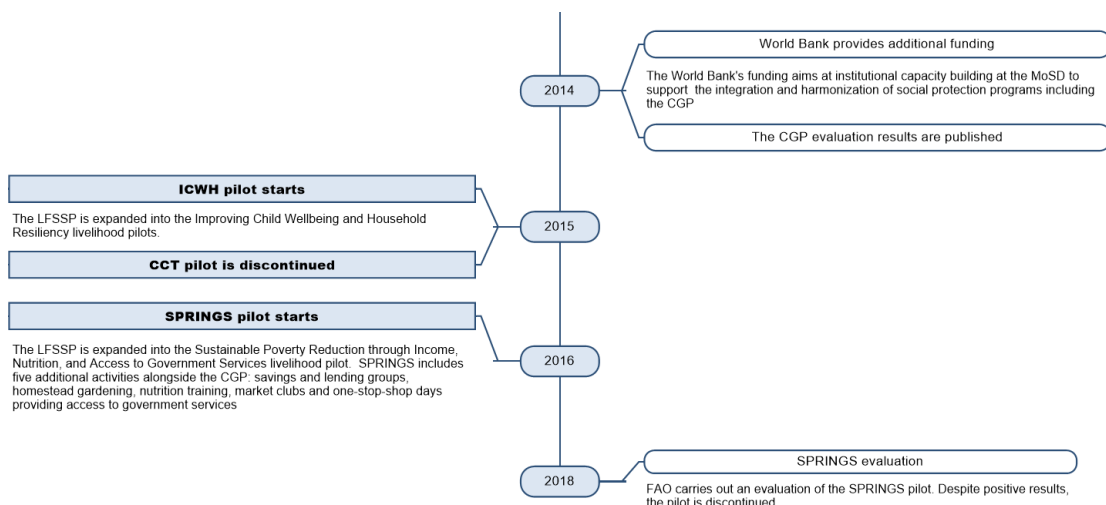 World Bank provides additional funding
2014
The World Bank's funding aims at institutional capacity building at the MoSD to
support the integration and harmonization of social protection programs including
the CGP
The CGP evaluation results are published
ICWH pilot starts
The LFSSP is expanded into the Improving Child Wellbeing and Household
Resiliency livelihood pilots.
2015
CCT pilot is discontinued
SPRINGS pilot starts
2016
The LFSSP is expanded into the Sustainable Poverty Reduction through Income,
Nutrition, and Access to Government Services livelihood pilot. SPRINGS includes
five additional activities alongside the CGP: savings and lending groups,
homestead gardening, nutrition training, market clubs and one-stop-shop days
providing access to government services
SPRINGS evaluation
2018
FAO carries out an evaluation of the SPRINGS pilot. Despite positive results,
the pilot is discontinued